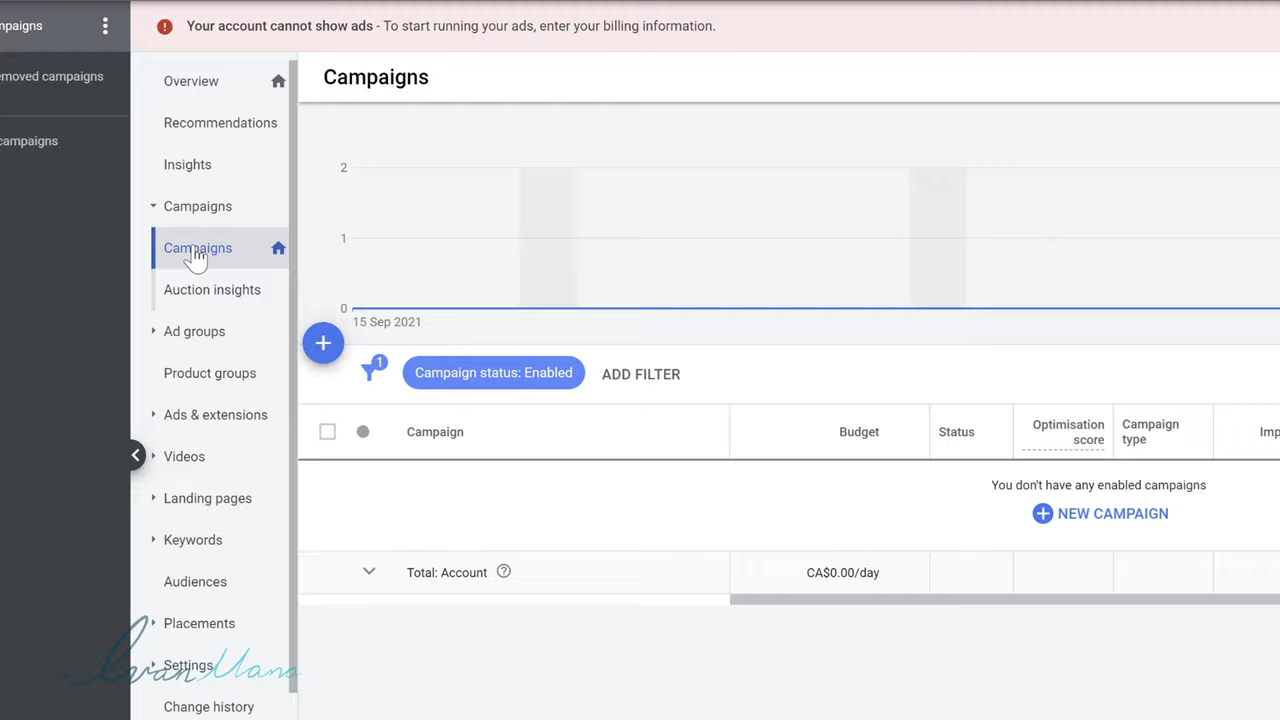 mpaigns
emoved campaigns
campaigns
Your account cannot show ads - To start running your ads, enter your billing information.
Overview
Recommendations
Insights
Campaigns
Campaigns
Auction insights
Ad groups
Product groups
Ads & extensions
Videos
Landing pages
Keywords
Audiences
Placements
Settings
Change history
Campaigns
2
1
0
15 Sep 2021
1
Campaign status: Enabled
ADD FILTER
Campaign
Budget
Status
Optimisation
score
Campaign
type
Imp
You don't have any enabled campaigns
NEW CAMPAIGN
Total: Account
CA$0.00/day
Ivan Mana